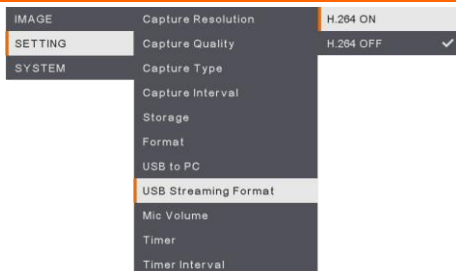 IMAGE
SETTING
SYSTEM
Capture Resolution
Capture Quality
Capture Type
Capture Interval
Storage
Format
USB to PC
USB Streaming Format
Mic Volume
Timer
Timer Interval
H.264 ON
H.264 OFF